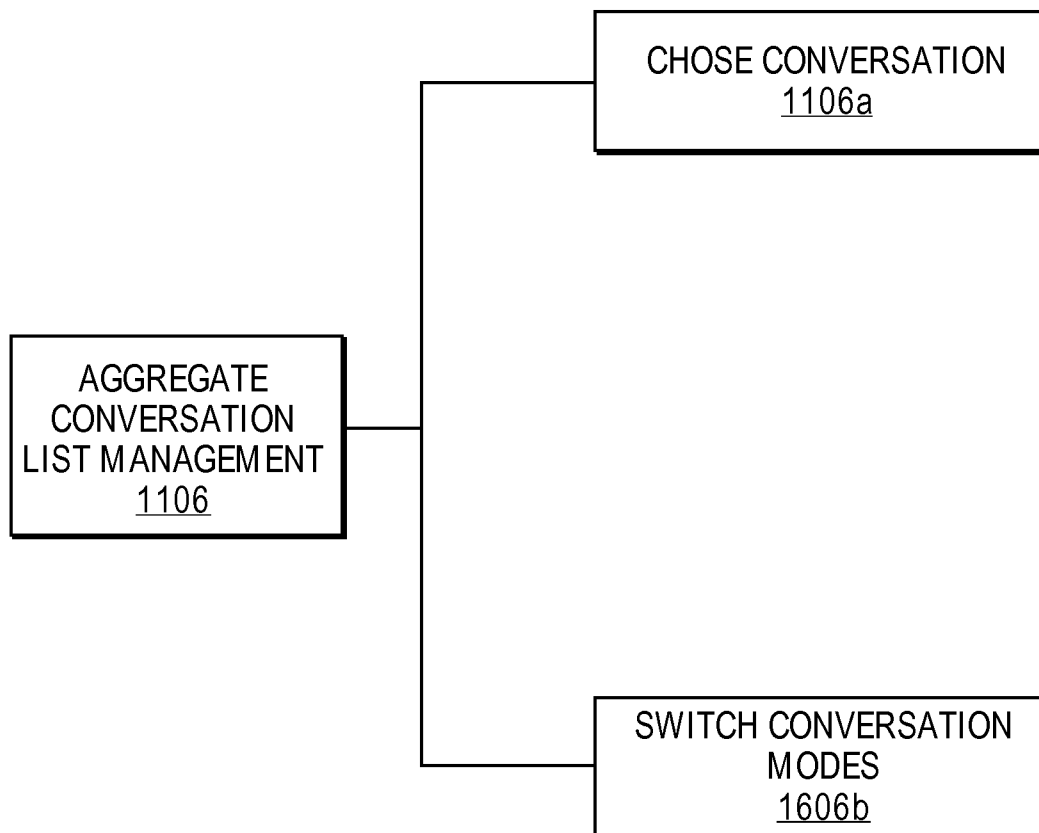 CHOSE CONVERSATION
1106a
AGGREGATE
CONVERSATION
LIST MANAGEMENT
1106
SWITCH CONVERSATION
MODES
1606b